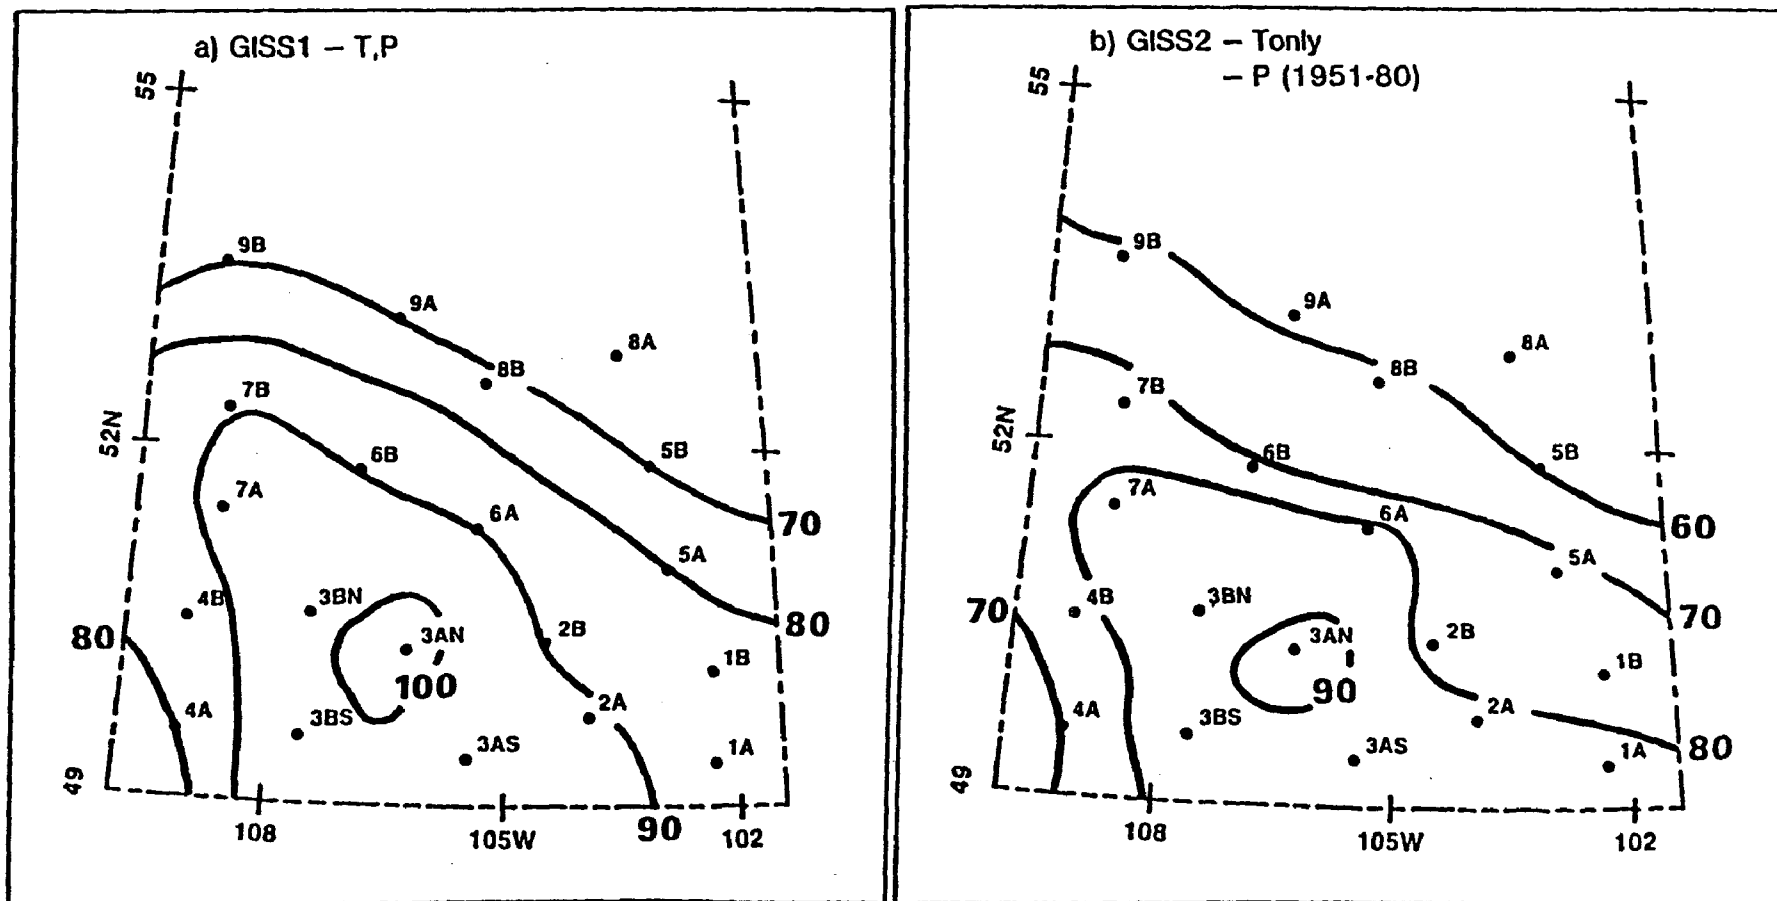 a) GISS1 – T,P
55
9B
9A
8A
8B
7B
52N
6B
5B
7A
6A
70
5A
4B
3BN
80
80
3AN
2B
1B
100
4A
3BS
2A
3AS
1A
49
108
105W
90
102
b) GISS2 – Tonly
– P (1951-80)
55
9B
9A
8A
8B
7B
52N
6B
5B
7A
6A
60
5A
70
4B
3BN
70
3AN
2B
1B
90
4A
3BS
2A
3AS
1A
80
49
108
105W
102